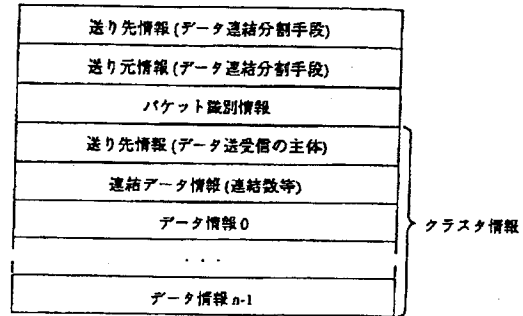 送り先情報 (データ連結分割手段)
送り元情報 (データ連結分割手段)
パケット識別情報
送り先情報 (データ送受信の主体)
連結データ情報 (連結数等)
データ情報 0
クラスタ情報
. . .
データ情報 n-1